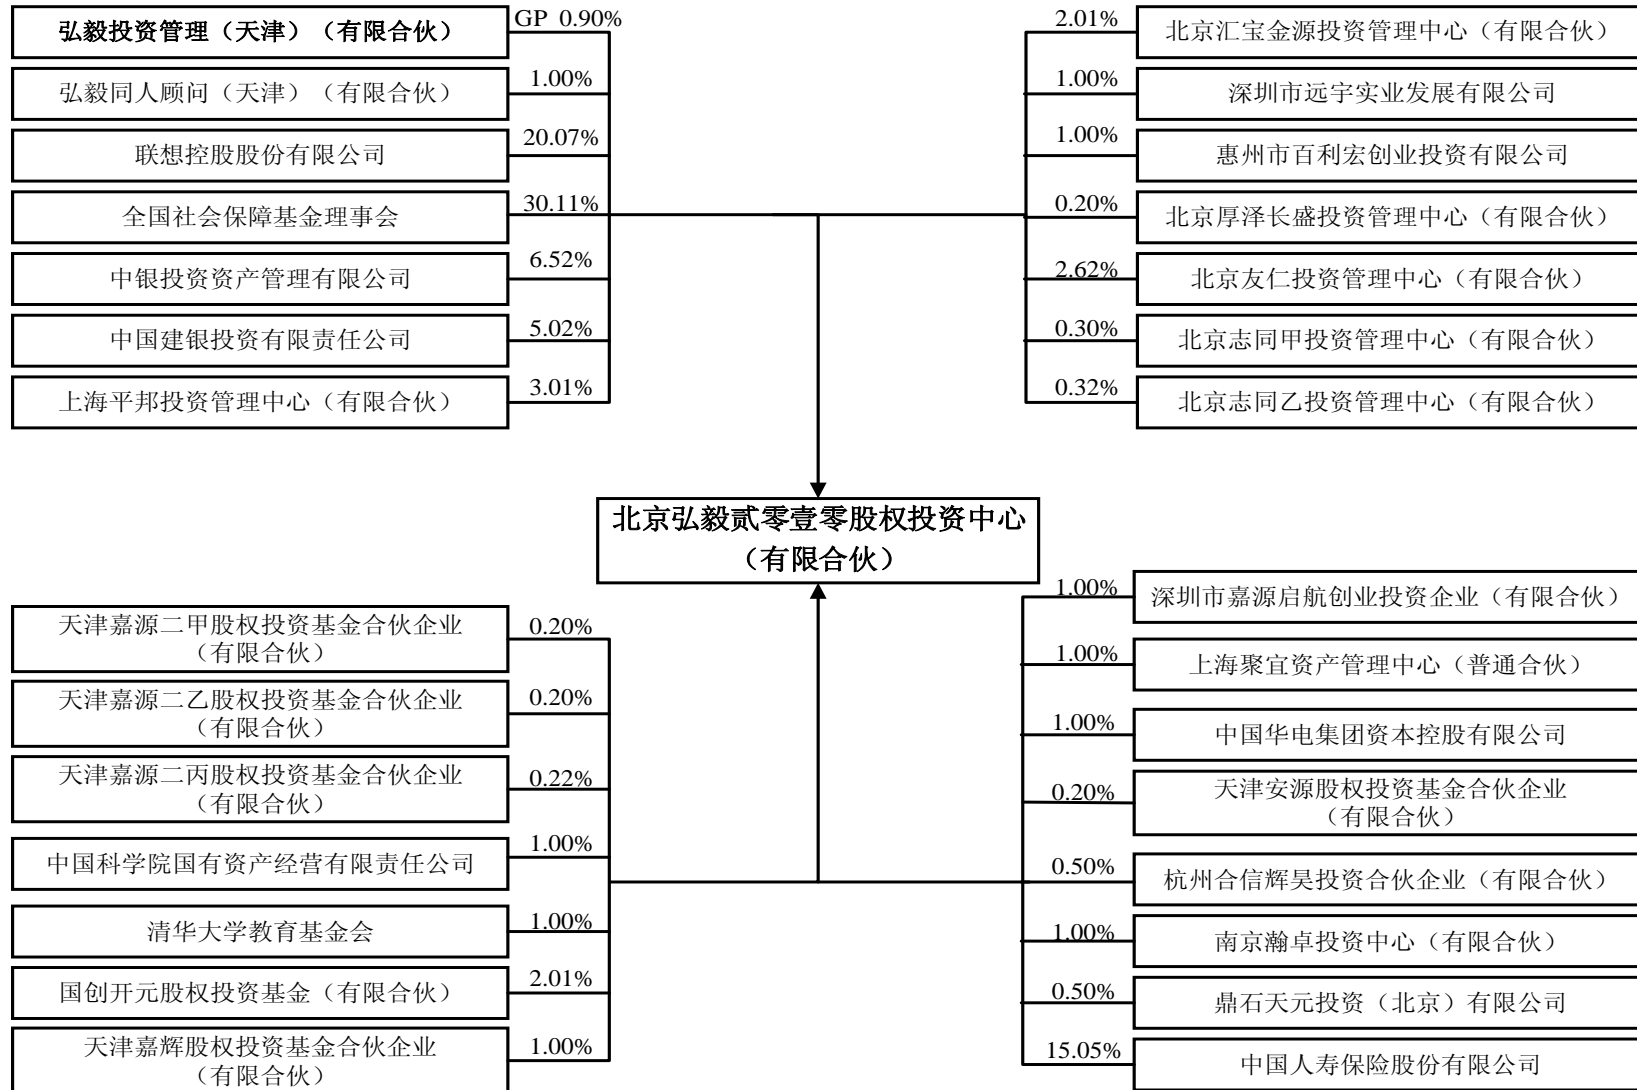 弘毅投资管理（天津）（有限合伙）
GP 0.90%
弘毅同人顾问（天津）（有限合伙）
1.00%
联想控股股份有限公司
20.07%
全国社会保障基金理事会
30.11%
中银投资资产管理有限公司
6.52%
中国建银投资有限责任公司
5.02%
上海平邦投资管理中心（有限合伙）
3.01%
2.01%
北京汇宝金源投资管理中心（有限合伙）
1.00%
深圳市远宇实业发展有限公司
1.00%
惠州市百利宏创业投资有限公司
0.20%
北京厚泽长盛投资管理中心（有限合伙）
2.62%
北京友仁投资管理中心（有限合伙）
0.30%
北京志同甲投资管理中心（有限合伙）
0.32%
北京志同乙投资管理中心（有限合伙）
北京弘毅贰零壹零股权投资中心
（有限合伙）
天津嘉源二甲股权投资基金合伙企业
（有限合伙）
0.20%
天津嘉源二乙股权投资基金合伙企业
（有限合伙）
0.20%
天津嘉源二丙股权投资基金合伙企业
（有限合伙）
0.22%
中国科学院国有资产经营有限责任公司
1.00%
清华大学教育基金会
1.00%
国创开元股权投资基金（有限合伙）
2.01%
天津嘉辉股权投资基金合伙企业
（有限合伙）
1.00%
1.00%
深圳市嘉源启航创业投资企业（有限合伙）
1.00%
上海聚宜资产管理中心（普通合伙）
1.00%
中国华电集团资本控股有限公司
0.20%
天津安源股权投资基金合伙企业
（有限合伙）
0.50%
杭州合信辉昊投资合伙企业（有限合伙）
1.00%
南京瀚卓投资中心（有限合伙）
0.50%
鼎石天元投资（北京）有限公司
15.05%
中国人寿保险股份有限公司